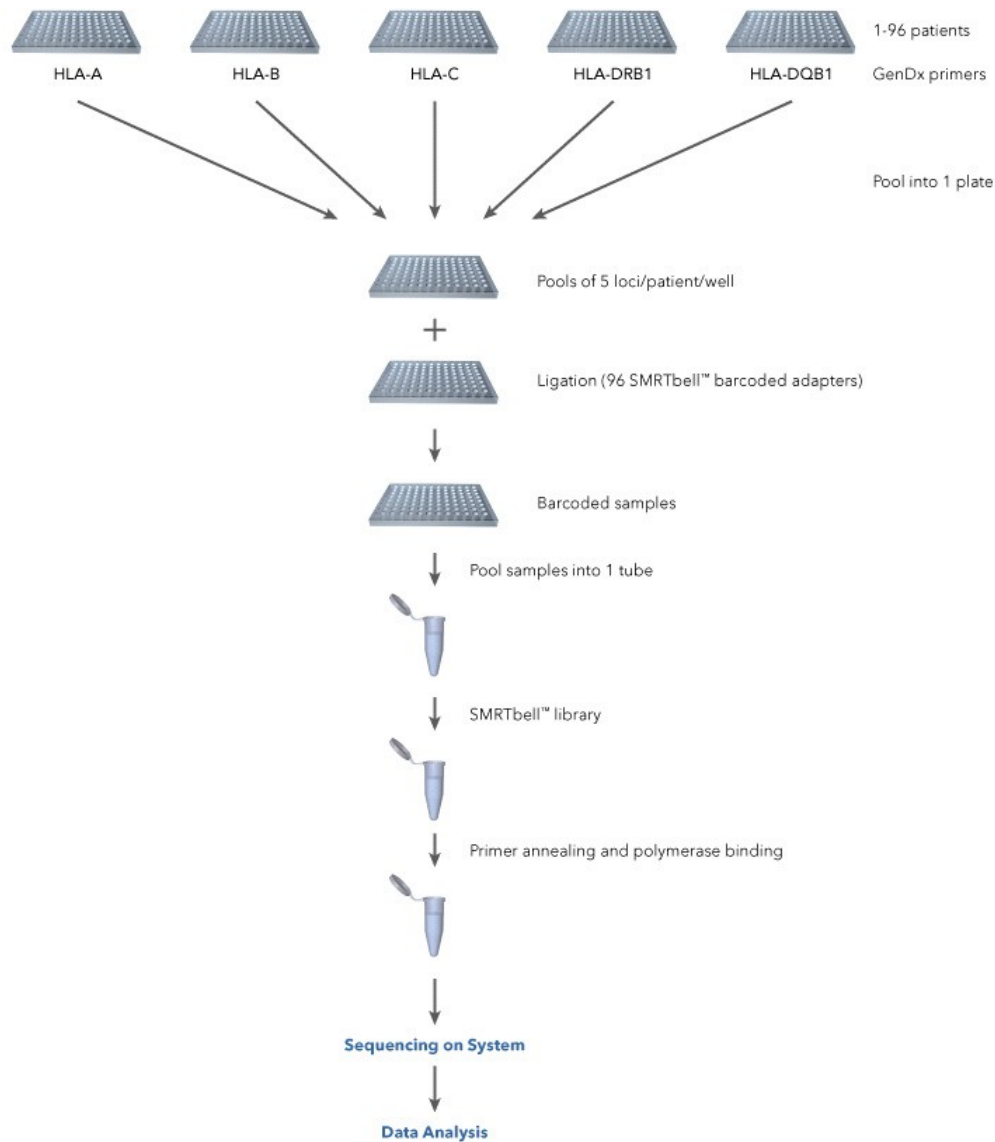 1-96 patients
HLA-A
HLA-B
HLA-C
HLA-DRB1
HLA-DQB1
GenDx primers
Pool into 1 plate
Pools of 5 loci/patient/well
+
Ligation (96 SMRTbell™ barcoded adapters)
Barcoded samples
Pool samples into 1 tube
SMRTbell™ library
Primer annealing and polymerase binding
Sequencing on System
Data Analysis